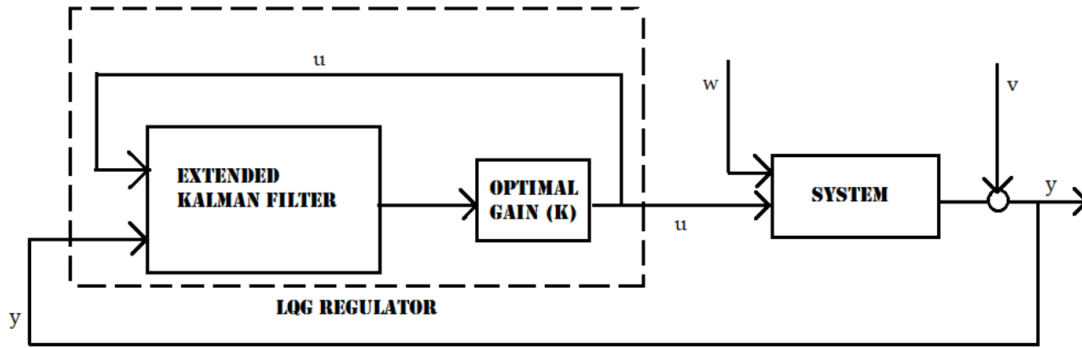 u
w
v
EXTENDED
KALMAN FILTER
OPTIMAL
GAIN (K)
SYSTEM
y
u
LQG REGULATOR
y